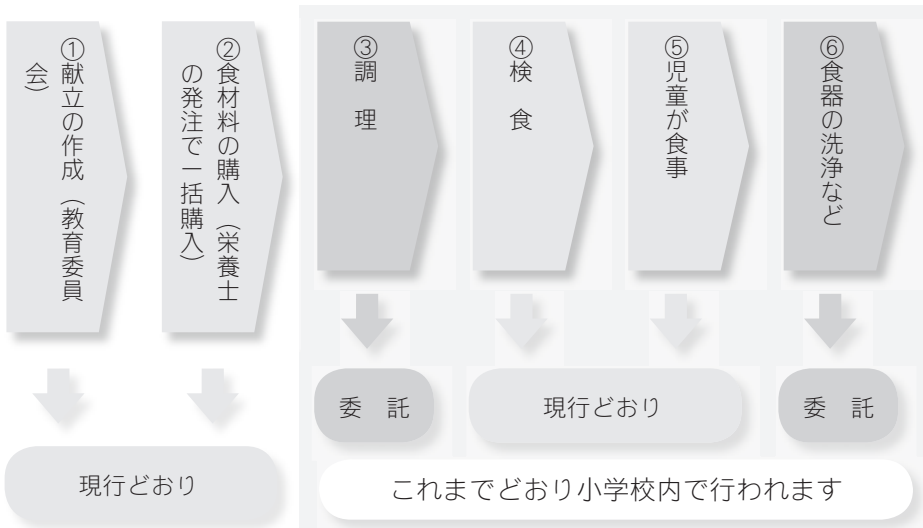 ①献立の作成（教育委員
会）
②食材料の購入（栄養士
の発注で一括購入）
③調　理
④検　食
⑤児童が食事
⑥食器の洗浄など
委　託
現行どおり
委　託
現行どおり
これまでどおり小学校内で行われます